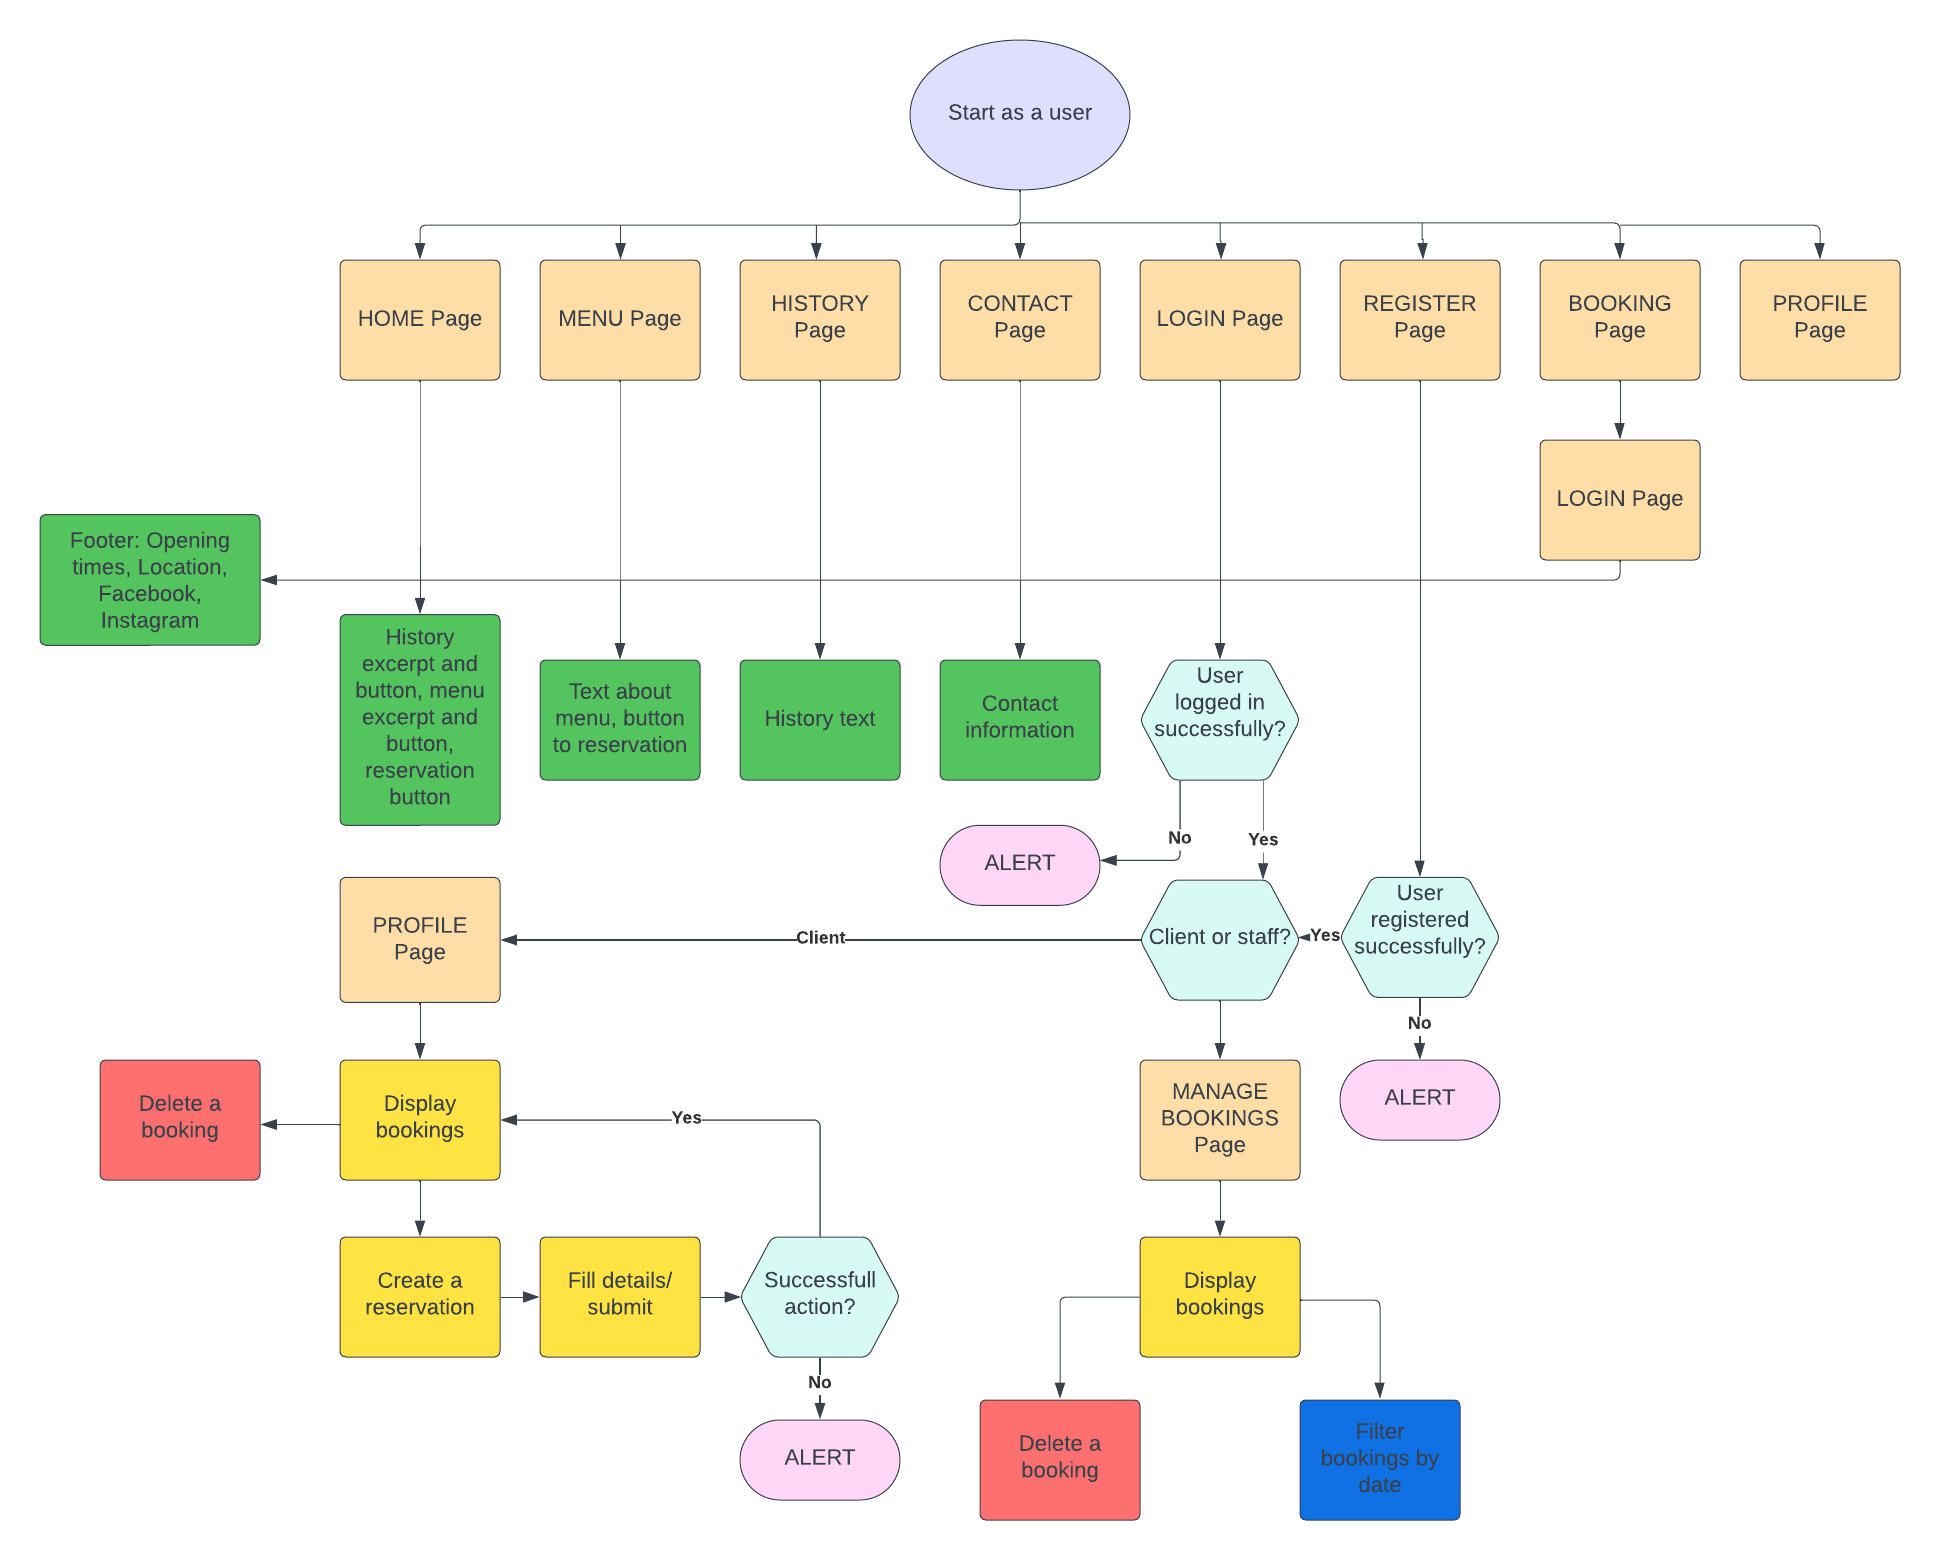 Start as a user
HOME Page
MENU Page
HISTORY
Page
CONTACT
Page
LOGIN Page
REGISTER
Page
BOOKING
Page
PROFILE
Page
LOGIN Page
Footer: Opening
times, Location,
Facebook,
Instagram
History
excerpt and
button, menu
excerpt and
button,
reservation
button
Text about
menu, button
to reservation
History text
Contact
information
User
logged in
successfully?
No
Yes
ALERT
PROFILE
Page
Client
Client or staff?
Yes
User
registered
successfully?
No
ALERT
Delete a
booking
Display
bookings
Yes
MANAGE
BOOKINGS
Page
Create a
reservation
Fill details/
submit
Successfull
action?
No
ALERT
Display
bookings
Delete a
booking
Filter
bookings by
date